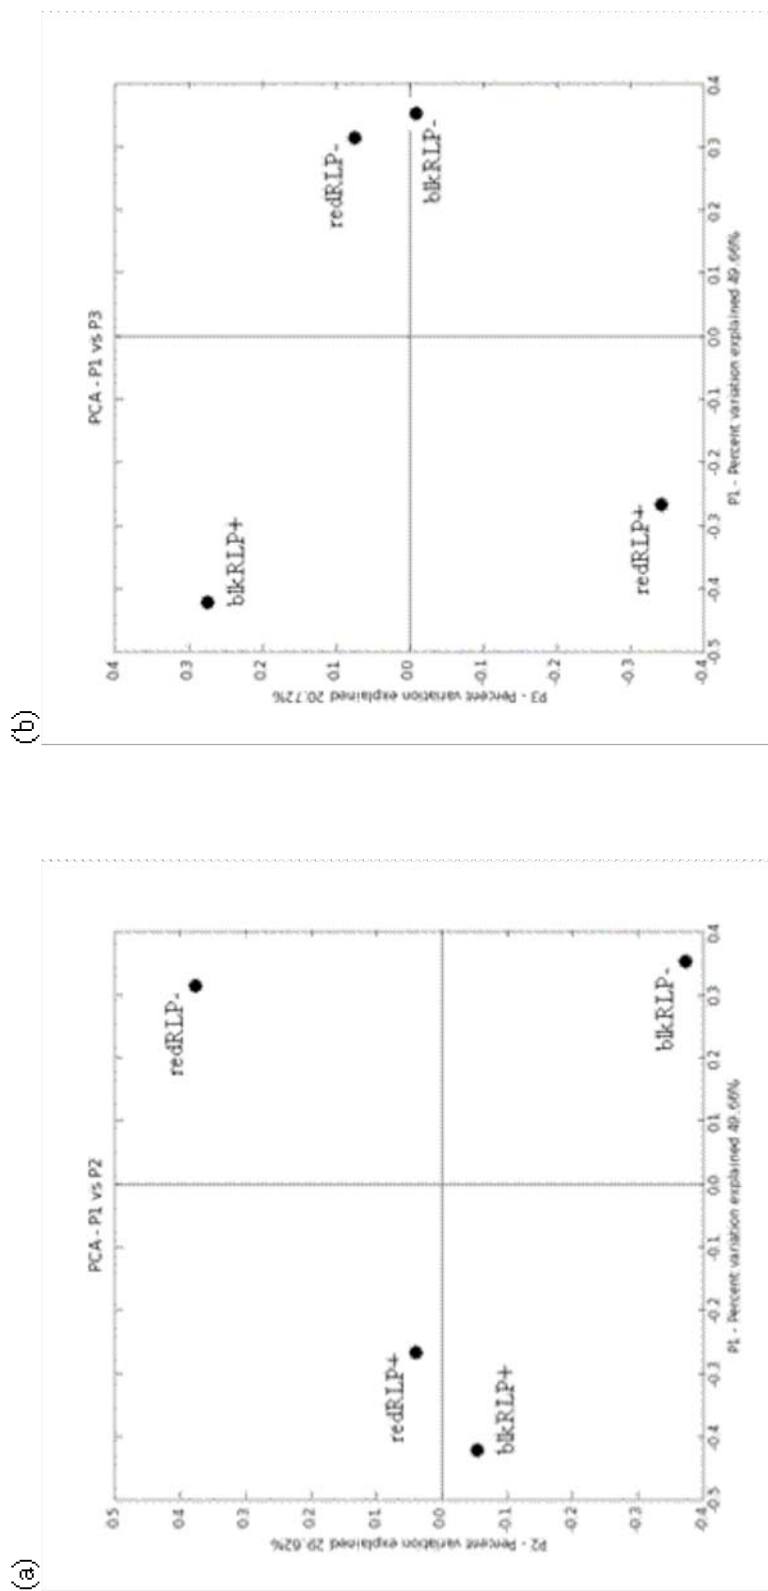 (a)
PCA - P1 vs P2
P2 - Percent variation explained 29.62%
0.5
0.4
redRLP-
0.3
0.2
0.1
redRLP+
0.0
-0.1
blkRLP+
-0.2
-0.3
blkRLP-
-0.4
-0.5 -0.4 -0.3 -0.2 -0.1 0.0 0.1 0.2 0.3 0.4
P1 - Percent variation explained 49.66%
(b)
PCA - P1 vs P3
P3 - Percent variation explained 20.72%
0.4
0.3
blkRLP+
0.2
redRLP-
0.1
0.0
blkRLP-
-0.1
-0.2
-0.3
redRLP+
-0.4
-0.5 -0.4 -0.3 -0.2 -0.1 0.0 0.1 0.2 0.3 0.4
P1 - Percent variation explained 49.66%